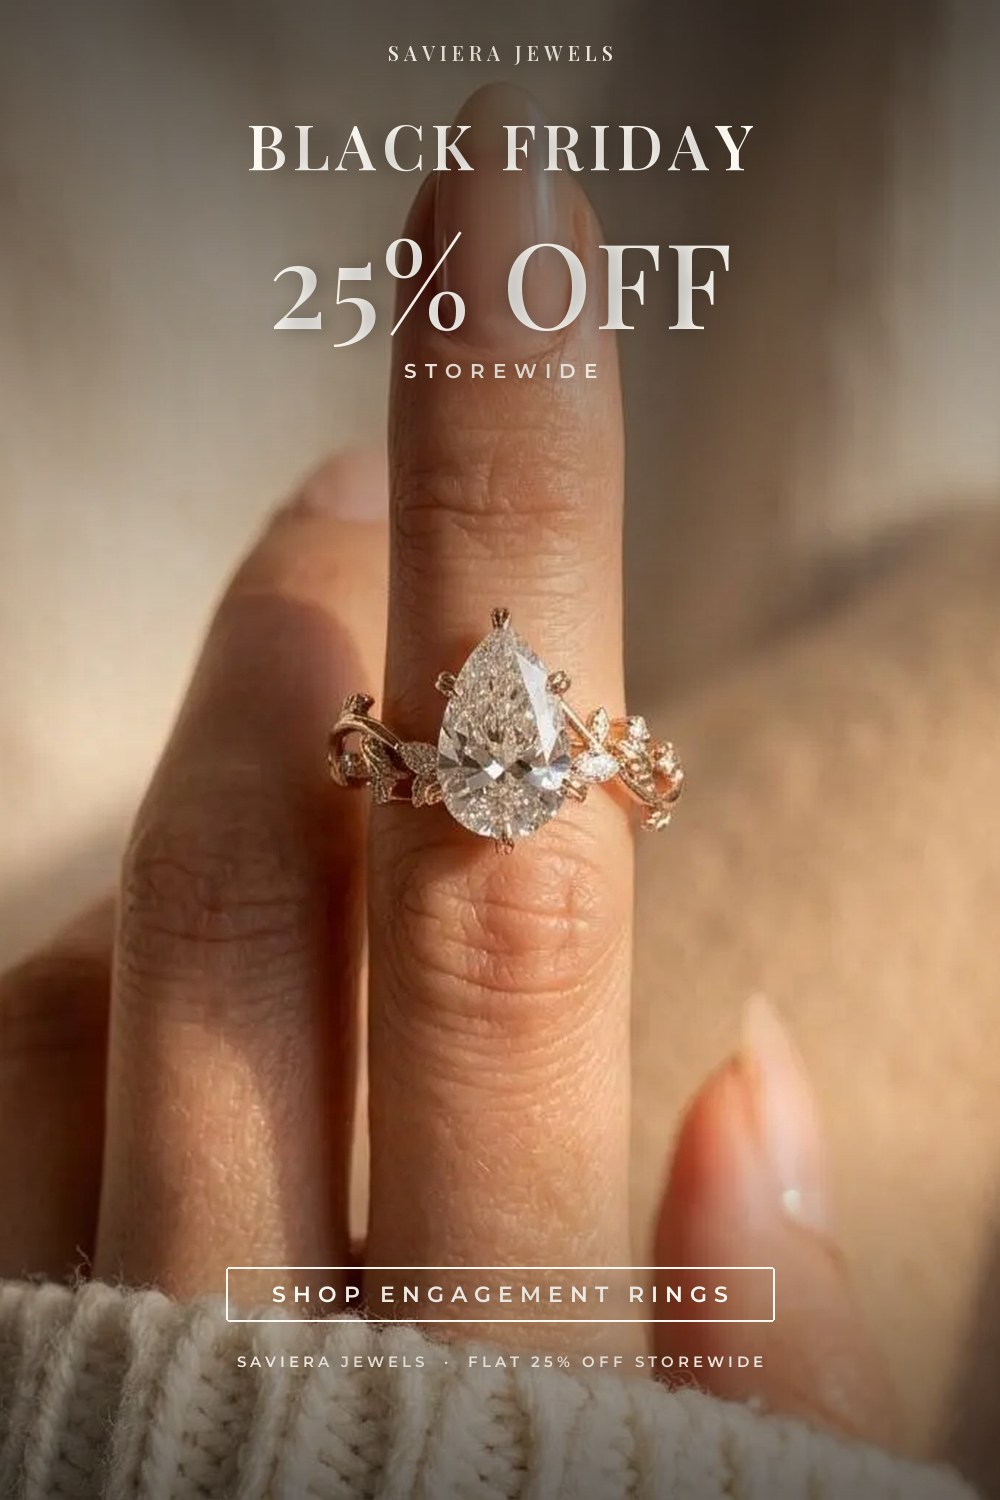 SAVIERA JEWELS
BLACK FRIDAY
25% OFF
STOREWIDE
SHOP ENGAGEMENT RINGS
SAVIERA JEWELS · FLAT 25% OFF STOREWIDE